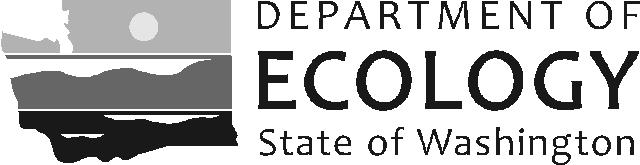 DEPARTMENT OF
ECOLOGY
State of Washington